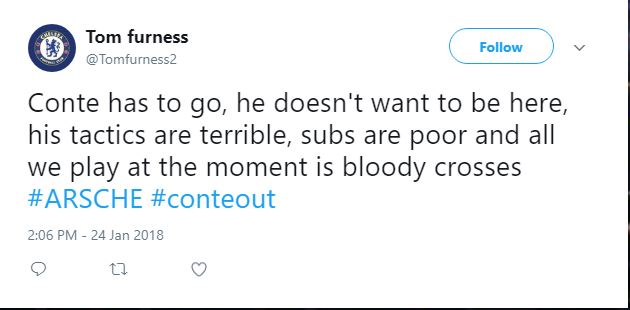 Tom furness
@Tomfurness2
Follow
Conte has to go, he doesn't want to be here,
his tactics are terrible, subs are poor and all
we play at the moment is bloody crosses
#ARSCHE #conteout
2:06 PM - 24 Jan 2018